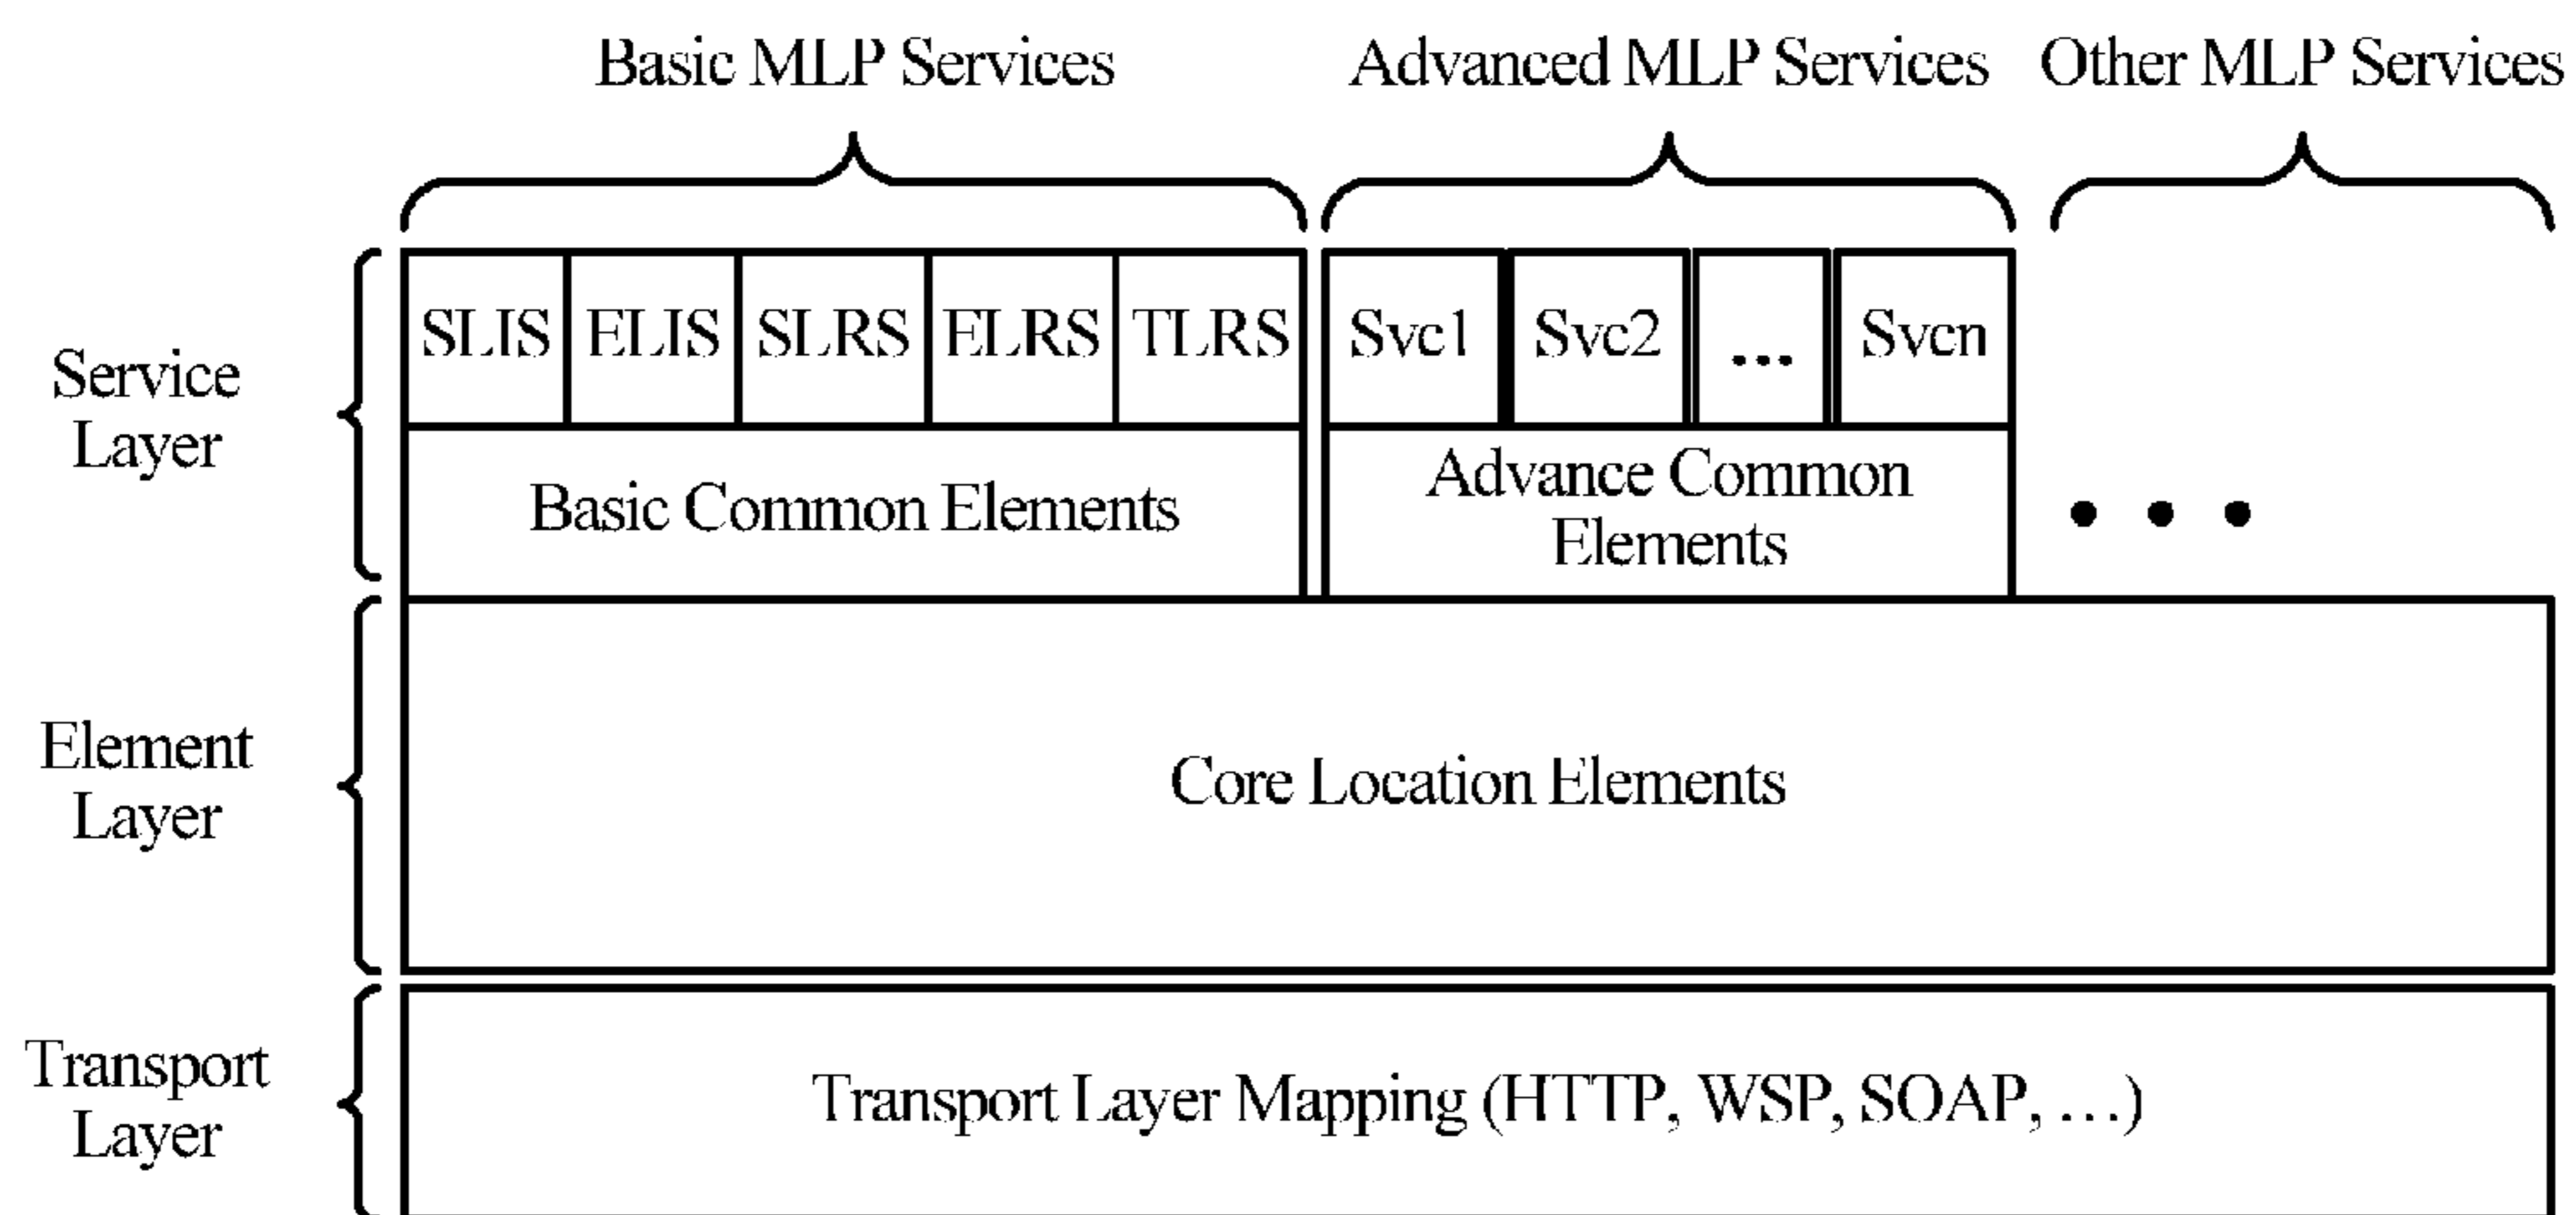 Basic MLP Services
Advanced MLP Services
Other MLP Services
Service
Layer
SLIS
ELIS
SLRS
ELRS
TLRS
Svc1
Svc2
...
Svcn
Basic Common Elements
Advance Common
Elements
• • •
Element
Layer
Core Location Elements
Transport
Layer
Transport Layer Mapping (HTTP, WSP, SOAP, ...)